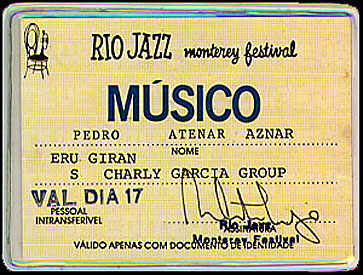 RIO JAZZ monterey festival
MÚSICO
PEDRO ATENAR AZNAR
NOME
ERU GIRAN
S CHARLY GARCIA GROUP
VAL DIA 17
PESSOAL
INTRANSFERÍVEL
Monterey Festival
VÁLIDO APENAS COM DOCUMENTO DE IDENTIDADE